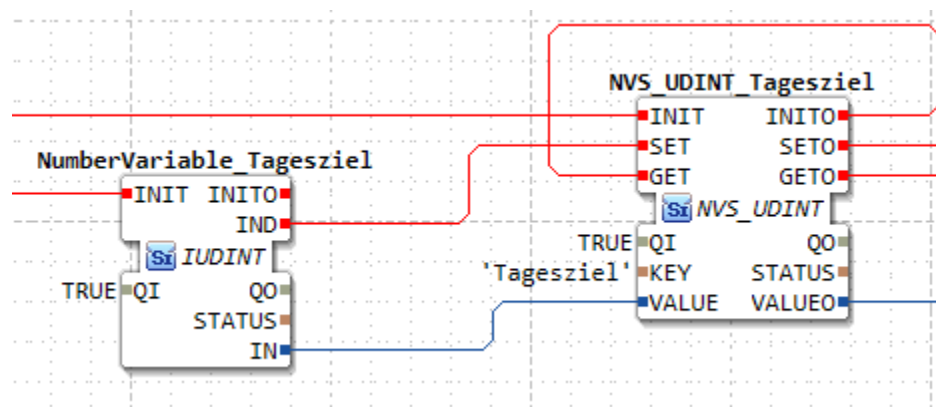 NVS_UDINT_Tagesziel
INIT INITO
SET SETO
GET GETO
NVS_UDINT
TRUE QI QO
'Tagesziel' KEY STATUS
VALUE VALUEO
NumberVariable_Tagesziel
INIT INITO
IND
IUDINT
TRUE QI QO
STATUS
IN